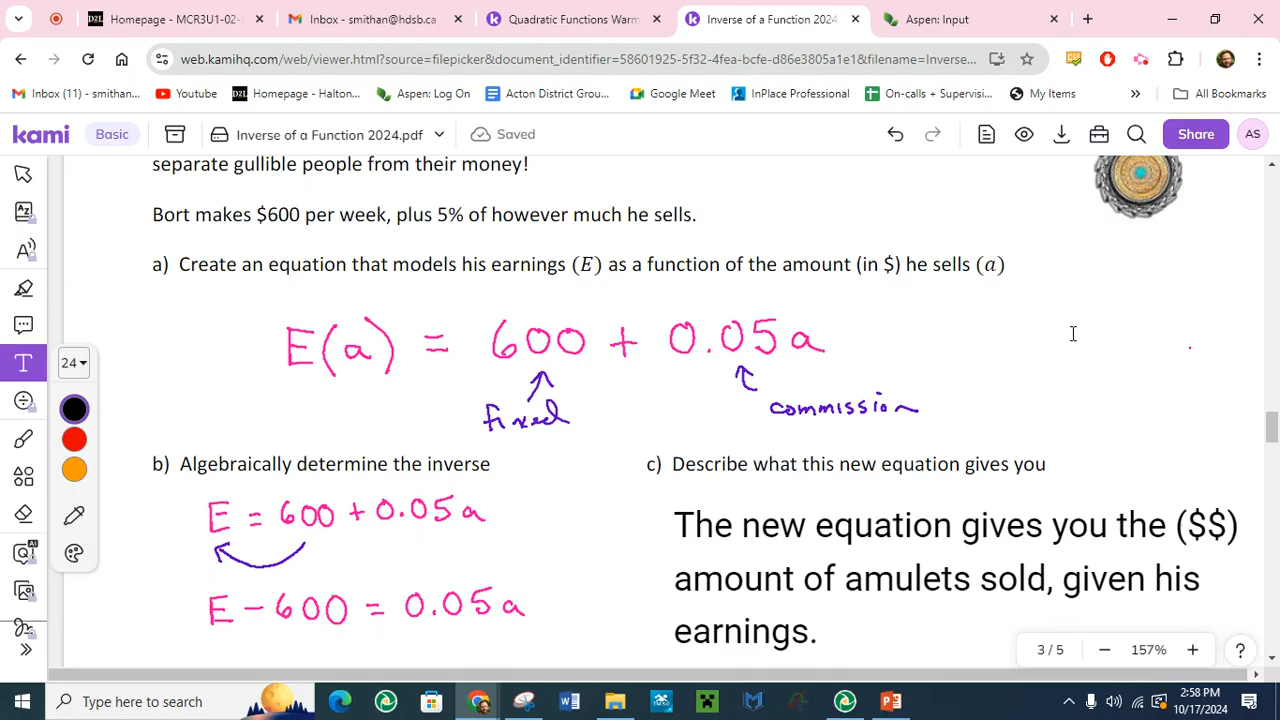 Homepage - MCR3U1-02-
Inbox - smithan@hdsb.ca -
Quadratic Functions Warm
Inverse of a Function 2024
Aspen: Input
web.kamihq.com/web/viewer.html?source=filepicker&document_identifier=58601925-5f32-4fea-bcfe-d86e3805a1e1&filename=Inverse...
Inbox (11) - smithan...
Youtube
Homepage - Halton...
Aspen: Log On
Acton District Grou...
Google Meet
InPlace Professional
On-calls + Supervisi...
My Items
All Bookmarks
kami
Basic
Inverse of a Function 2024.pdf
Saved
Share
AS
separate gullible people from their money!
Bort makes $600 per week, plus 5% of however much he sells.
a) Create an equation that models his earnings (E) as a function of the amount (in $) he sells (a)
E(a) = 600 + 0.05a
fixed
commission
24
b) Algebraically determine the inverse
c) Describe what this new equation gives you
E = 600 + 0.05a
E - 600 = 0.05a
The new equation gives you the ($$)
amount of amulets sold, given his
earnings.
3 / 5
157%
Type here to search
2:58 PM
10/17/2024